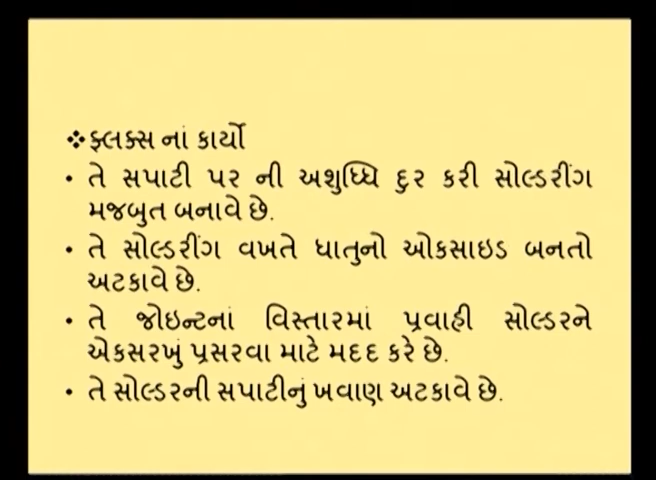 ❖ફ્લક્સ નાં કાર્યો
• તે સપાટી પર ની અશુધ્ધિ દુર કરી સોલ્ડરીંગ
મજબુત બનાવે છે.
• તે સોલ્ડરીંગ વખતે ધાતુનો ઓકસાઇડ બનતો
અટકાવે છે.
• તે જોઇન્ટનાં વિસ્તારમાં પ્રવાહી સોલ્ડરને
એકસરખું પ્રસરવા માટે મદદ કરે છે.
• તે સોલ્ડરની સપાટીનું ખવાણ અટકાવે છે.